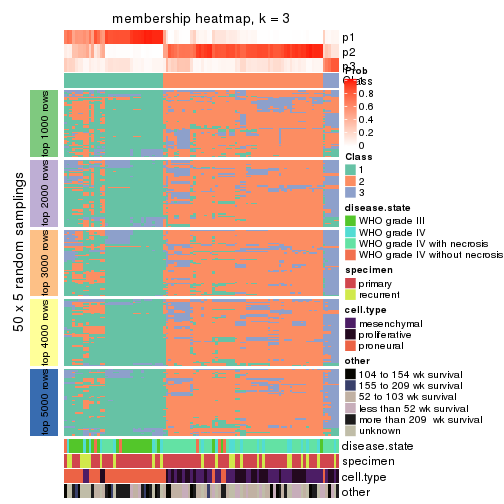 membership heatmap, k = 3
p1
p2
p3
Class
Prob
0.8
0.6
0.4
0.2
0
Class
1
2
3
disease.state
WHO grade III
WHO grade IV
WHO grade IV with necrosis
WHO grade IV without necrosis
specimen
primary
recurrent
cell.type
mesenchymal
proliferative
proneural
other
104 to 154 wk survival
155 to 209 wk survival
52 to 103 wk survival
less than 52 wk survival
more than 209 wk survival
unknown
50 x 5 random samplings
top 1000 rows
top 2000 rows
top 3000 rows
top 4000 rows
top 5000 rows
disease.state
specimen
cell.type
other